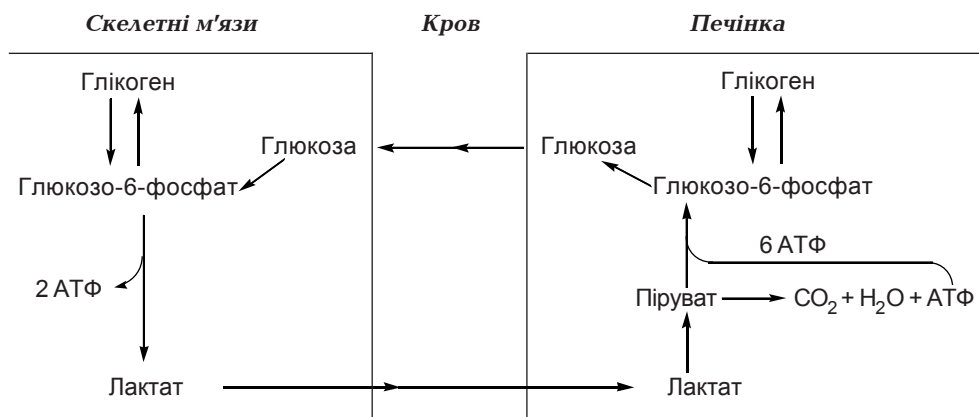 Скелетні м'язи
Кров
Печінка
Глікоген
Глікоген
Глюкоза
Глюкоза
Глюкозо-6-фосфат
Глюкозо-6-фосфат
6 АТФ
2 АТФ
Піруват
CO2 + H2O + АТФ
Лактат
Лактат